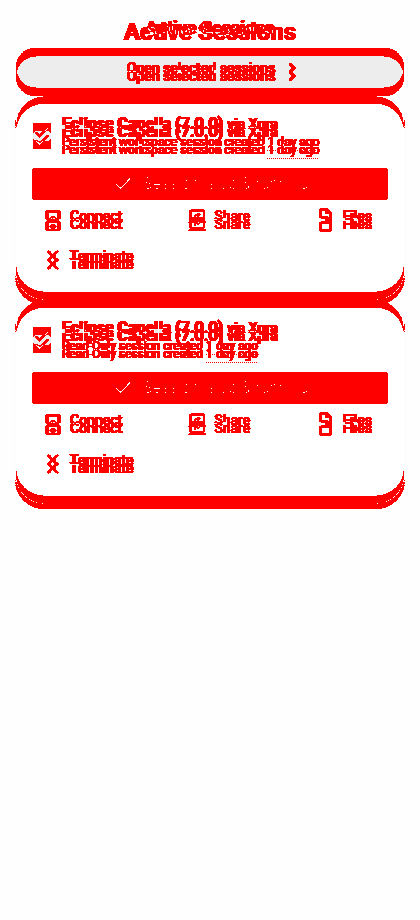 Active Sessions
Open selected sessions
Eclipse Capella (7.0.0) via Xpra
Persistent workspace session created 1 day ago
Connect
Share
Files
Terminate
Eclipse Capella (7.0.0) via Xpra
Read-Only session created 1 day ago
Connect
Share
Files
Terminate